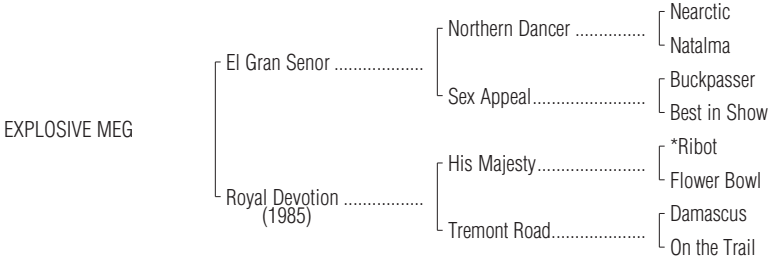 Nearctic
Northern Dancer ...............
Natalma
El Gran Senor ...................
Buckpasser
Sex Appeal........................
Best in Show
EXPLOSIVE MEG
*Ribot
His Majesty.......................
Flower Bowl
Royal Devotion .................
(1985)
Damascus
Tremont Road....................
On the Trail